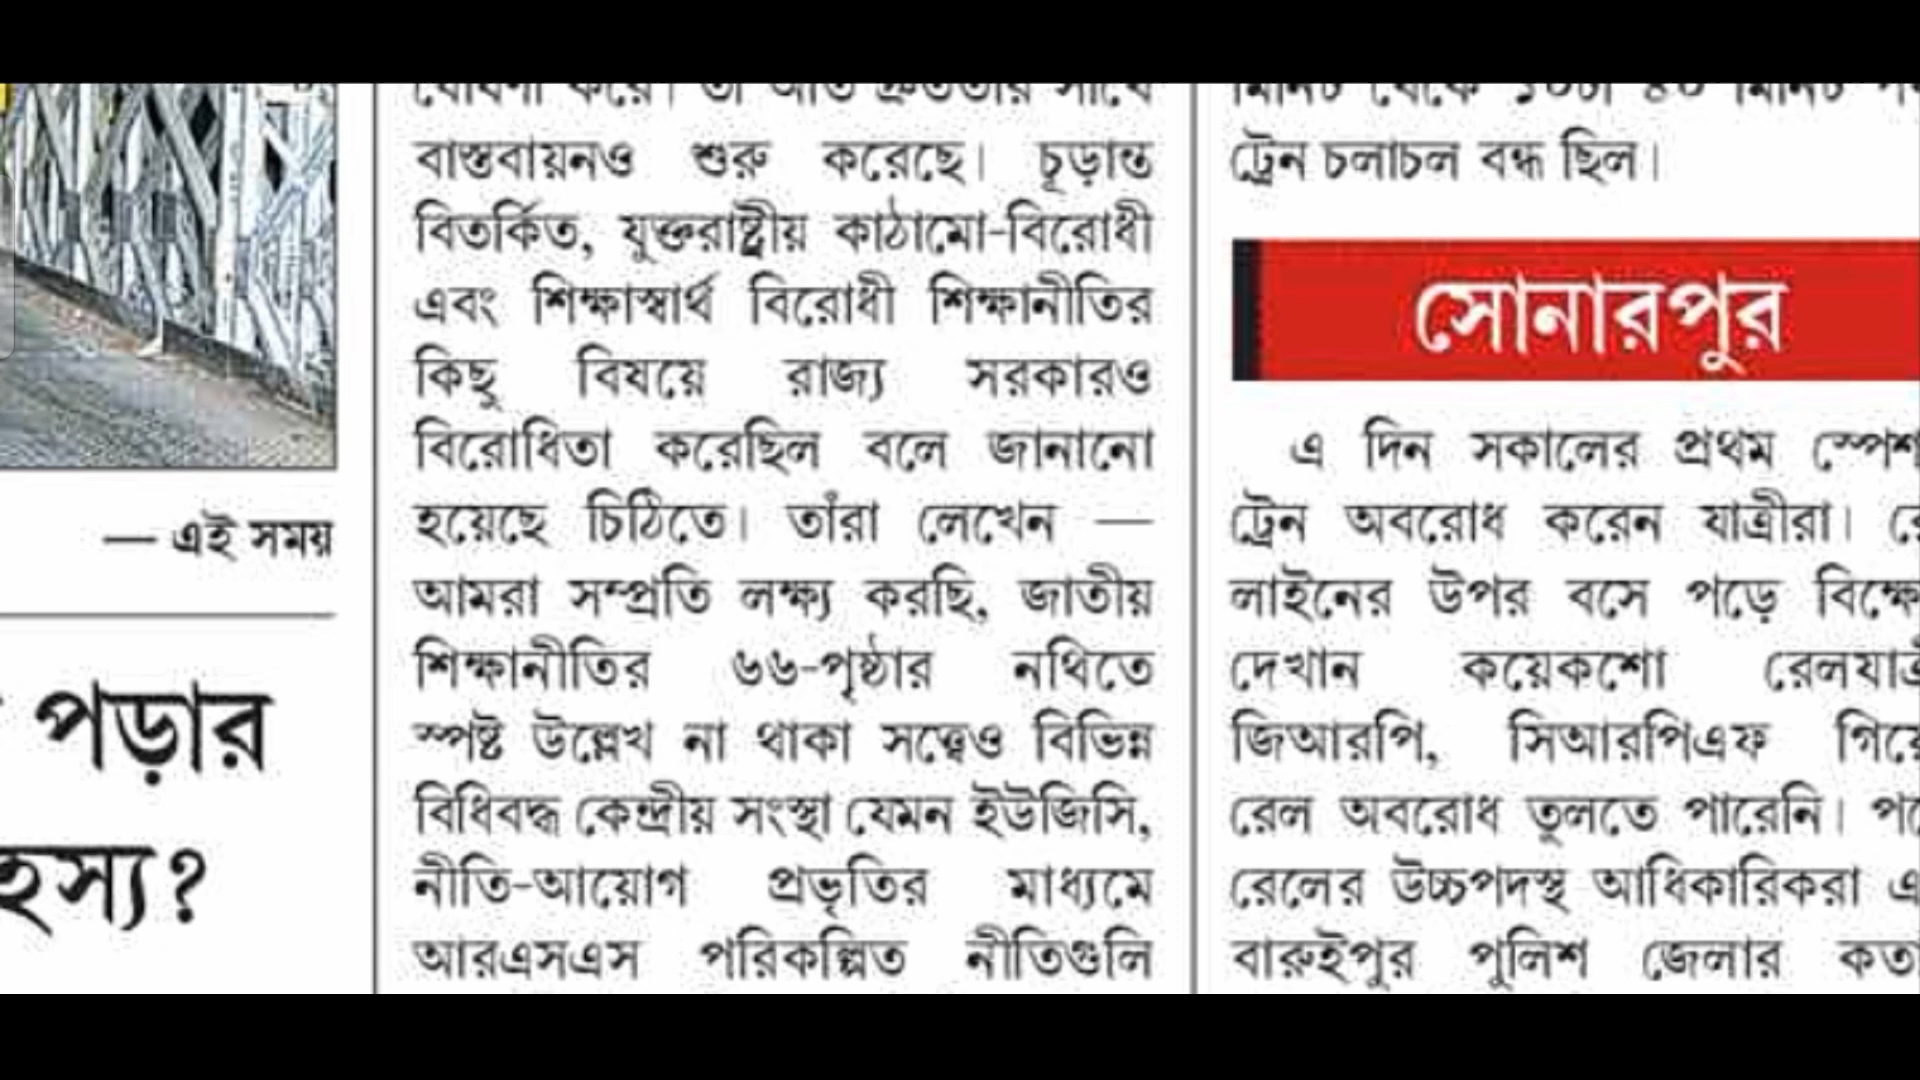 — এই সময়
পড়ার
হস্য?
বাস্তবায়নও শুরু করেছে। চূড়ান্ত
বিতর্কিত, যুক্তরাষ্ট্রীয় কাঠামো-বিরোধী
এবং শিক্ষাস্বার্থ বিরোধী শিক্ষানীতির
কিছু বিষয়ে রাজ্য সরকারও
বিরোধিতা করেছিল বলে জানানো
হয়েছে চিঠিতে। তাঁরা লেখেন —
আমরা সম্প্রতি লক্ষ্য করছি, জাতীয়
শিক্ষানীতির ৬৬-পৃষ্ঠার নথিতে
স্পষ্ট উল্লেখ না থাকা সত্ত্বেও বিভিন্ন
বিধিবদ্ধ কেন্দ্রীয় সংস্থা যেমন ইউজিসি,
নীতি-আয়োগ প্রভৃতির মাধ্যমে
আরএসএস পরিকল্পিত নীতিগুলি
ট্রেন চলাচল বন্ধ ছিল।
সোনারপুর
এ দিন সকালের প্রথম স্পেশ
ট্রেন অবরোধ করেন যাত্রীরা। রে
লাইনের উপর বসে পড়ে বিক্ষো
দেখান কয়েকশো রেলযাত্রী
জিআরপি, সিআরপিএফ গিয়ে
রেল অবরোধ তুলতে পারেনি। পরে
রেলের উচ্চপদস্থ আধিকারিকরা এ
বারুইপুর পুলিশ জেলার কর্তা